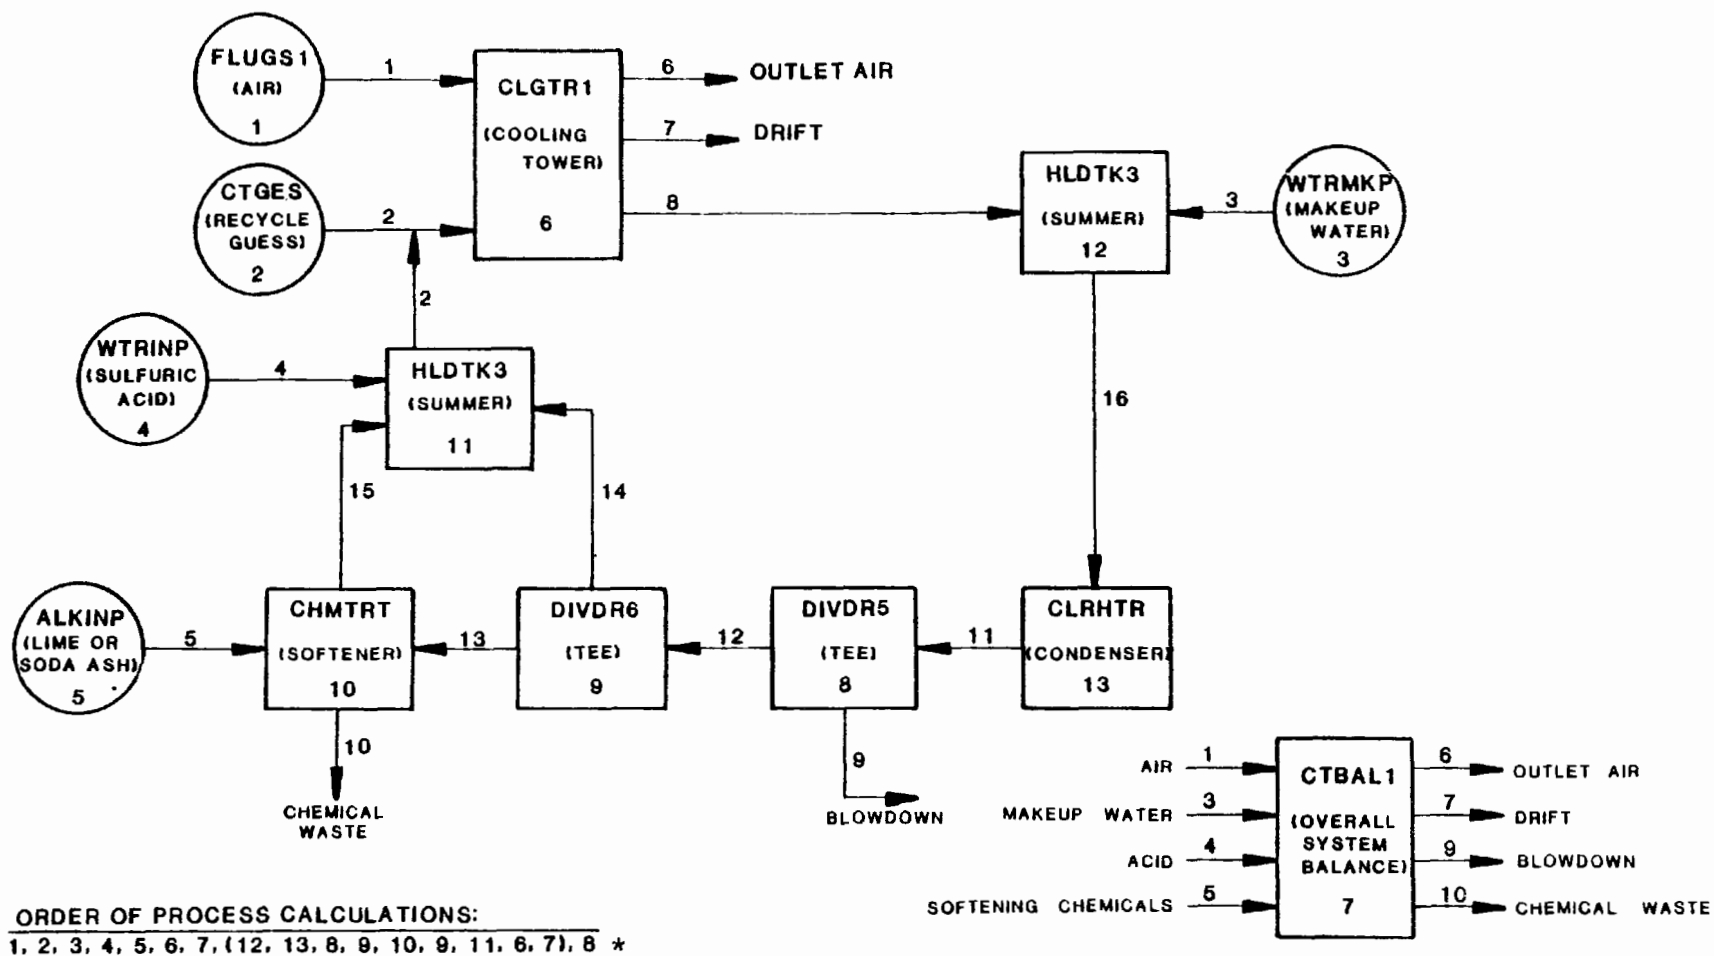 FLUGS1
(AIR)
1
1
CLGTR1
(COOLING
TOWER)
6
6
OUTLET AIR
7
DRIFT
8
CTGES
(RECYCLE
GUESS)
2
2
2
HLDTK3
(SUMMER)
12
3
WTRMKP
(MAKEUP
WATER)
3
WTRINP
(SULFURIC
ACID)
4
4
HLDTK3
(SUMMER)
11
16
15
14
ALKINP
(LIME OR
SODA ASH)
5
5
CHMTRT
(SOFTENER)
10
13
DIVDR6
(TEE)
9
12
DIVDR5
(TEE)
8
11
CLRHTR
(CONDENSER)
13
10
CHEMICAL
WASTE
9
BLOWDOWN
AIR
1
MAKEUP WATER
3
ACID
4
SOFTENING CHEMICALS
5
CTBAL1
(OVERALL
SYSTEM
BALANCE)
7
6
OUTLET AIR
7
DRIFT
9
BLOWDOWN
10
CHEMICAL WASTE
ORDER OF PROCESS CALCULATIONS:
1, 2, 3, 4, 5, 6, 7, (12, 13, 8, 9, 10, 9, 11, 6, 7), 8 *